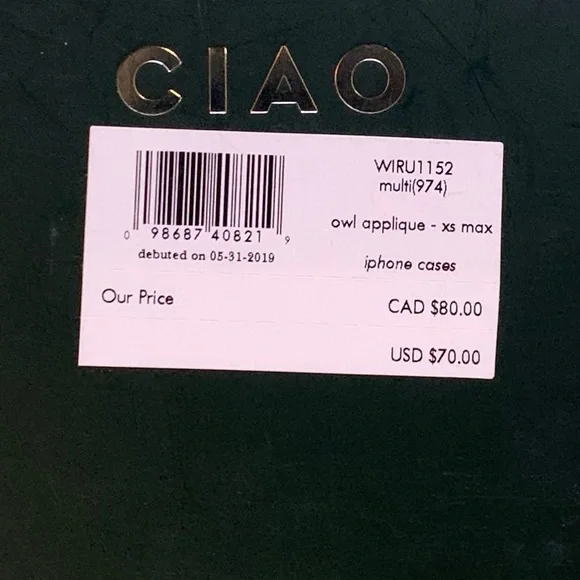 CIAO
WIRU1152
multi(974)
0 98687 40821 9
owl applique - xs max
debuted on 05-31-2019
iphone cases
Our Price
CAD $80.00
USD $70.00